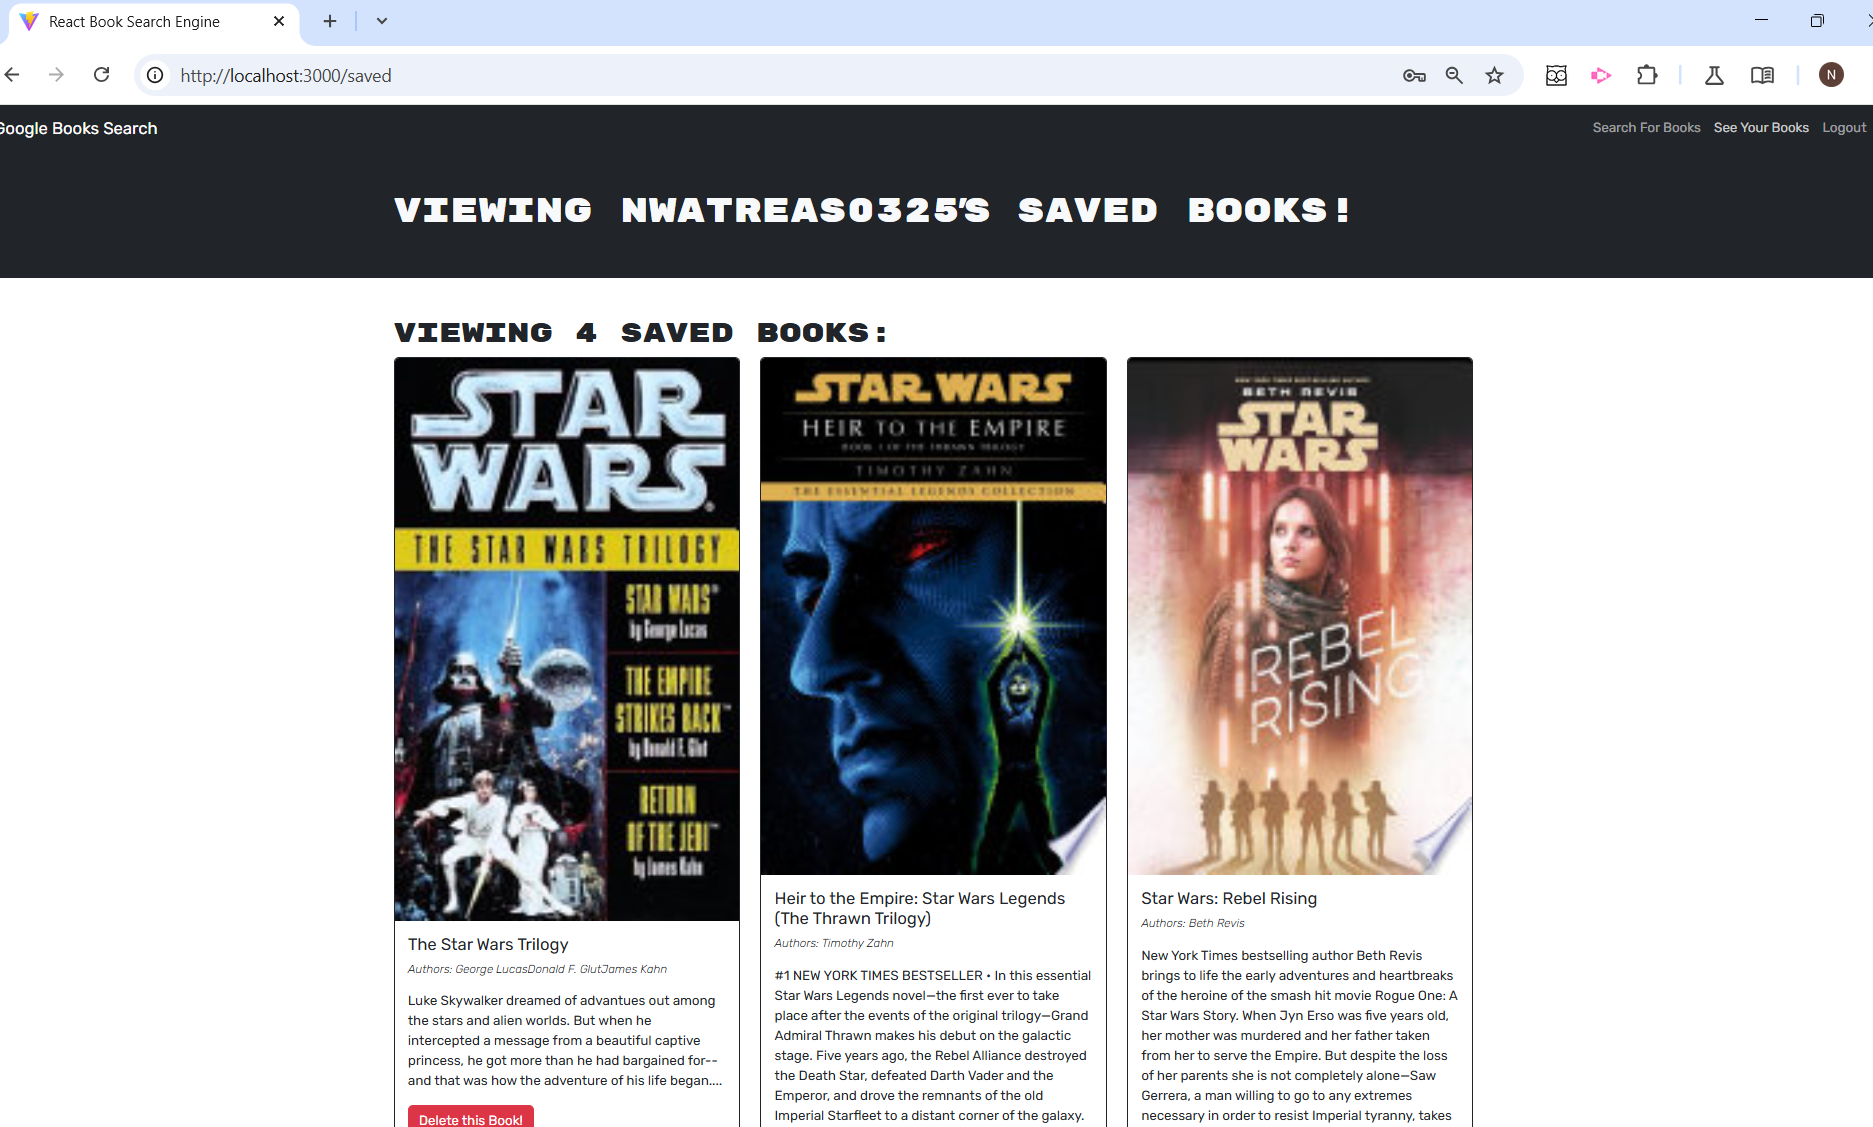 React Book Search Engine
http://localhost:3000/saved
N
Google Books Search
Search For Books See Your Books Logout
VIEWING NWATREAS0325'S SAVED BOOKS!
VIEWING 4 SAVED BOOKS:
STAR
WARS
THE STAR WARS TRILOGY
STAR WARS
by George Lucas
THE EMPIRE
STRIKES BACK™
by Donald F. Glut
RETURN
OF THE JEDI™
by James Kahn
The Star Wars Trilogy
Authors: George LucasDonald F. GlutJames Kahn
Luke Skywalker dreamed of advantues out among
the stars and alien worlds. But when he
intercepted a message from a beautiful captive
princess, he got more than he had bargained for--
and that was how the adventure of his life began....
Delete this Book!
STAR WARS
HEIR TO THE EMPIRE
BOOK 1 OF THE THRAWN TRILOGY
TIMOTHY ZAHN
THE ESSENTIAL LEGENDS COLLECTION
Heir to the Empire: Star Wars Legends
(The Thrawn Trilogy)
Authors: Timothy Zahn
#1 NEW YORK TIMES BESTSELLER • In this essential
Star Wars Legends novel—the first ever to take
place after the events of the original trilogy—Grand
Admiral Thrawn makes his debut on the galactic
stage. Five years ago, the Rebel Alliance destroyed
the Death Star, defeated Darth Vader and the
Emperor, and drove the remnants of the old
Imperial Starfleet to a distant corner of the galaxy.
BETH REVIS
STAR
WARS
REBEL
RISING
Star Wars: Rebel Rising
Authors: Beth Revis
New York Times bestselling author Beth Revis
brings to life the early adventures and heartbreaks
of the heroine of the smash hit movie Rogue One: A
Star Wars Story. When Jyn Erso was five years old,
her mother was murdered and her father taken
from her to serve the Empire. But despite the loss
of her parents she is not completely alone—Saw
Gerrera, a man willing to go to any extremes
necessary in order to resist Imperial tyranny, takes